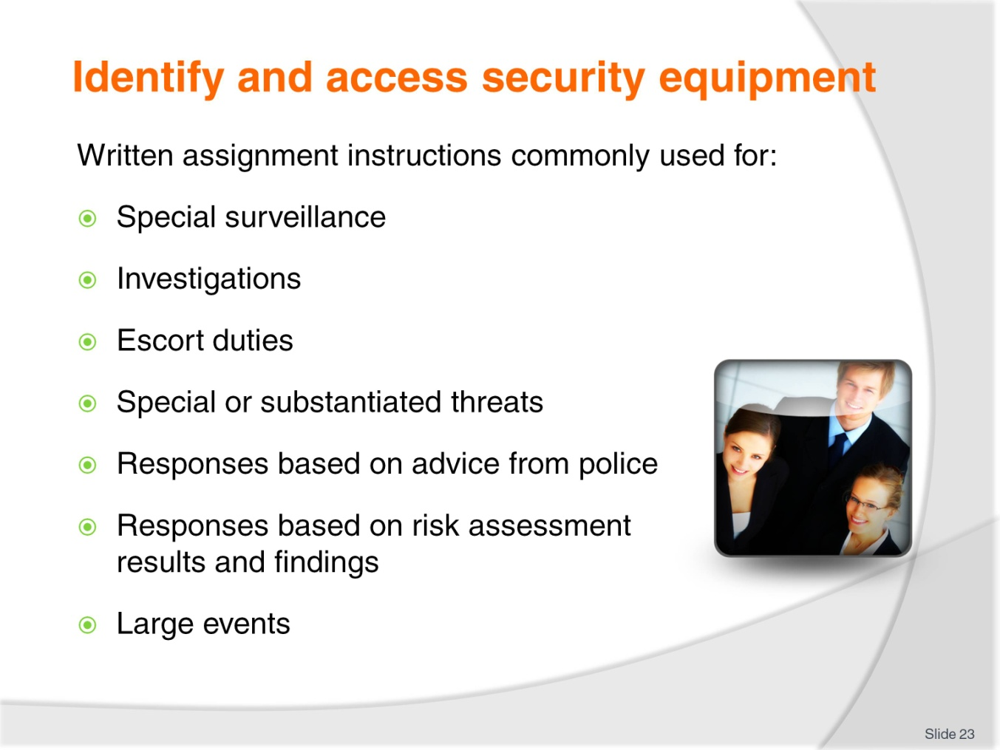 Identify and access security equipment
Written assignment instructions commonly used for:
Special surveillance
Investigations
Escort duties
Special or substantiated threats
Responses based on advice from police
Responses based on risk assessment
results and findings
Large events
Slide 23